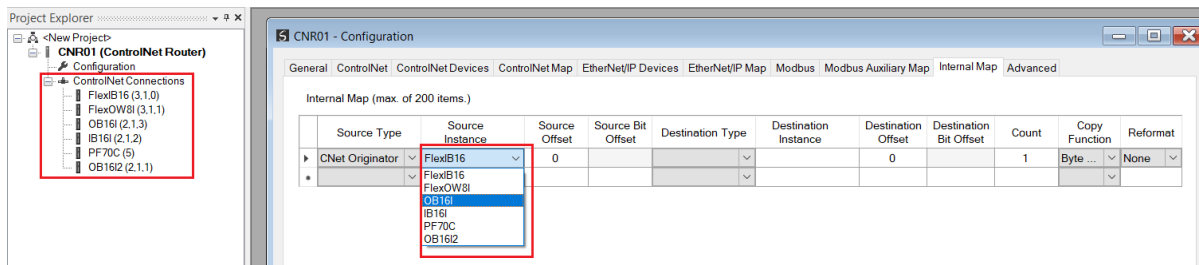 Project Explorer
<New Project>
CNR01 (ControlNet Router)
Configuration
ControlNet Connections
FlexIB16 (3,1,0)
FlexOW8I (3,1,1)
OB16I (2,1,3)
IB16I (2,1,2)
PF70C (5)
OB16I2 (2,1,1)
CNR01 - Configuration
General ControlNet ControlNet Devices ControlNet Map EtherNet/IP Devices EtherNet/IP Map Modbus Modbus Auxiliary Map Internal Map Advanced
Internal Map (max. of 200 items.)
Source Type Source Instance Source Offset Source Bit Offset Destination Type Destination Instance Destination Offset Destination Bit Offset Count Copy Function Reformat
CNet Originator FlexIB16 0 0 1 Byte ... None
FlexIB16
FlexOW8I
OB16I
IB16I
PF70C
OB16I2